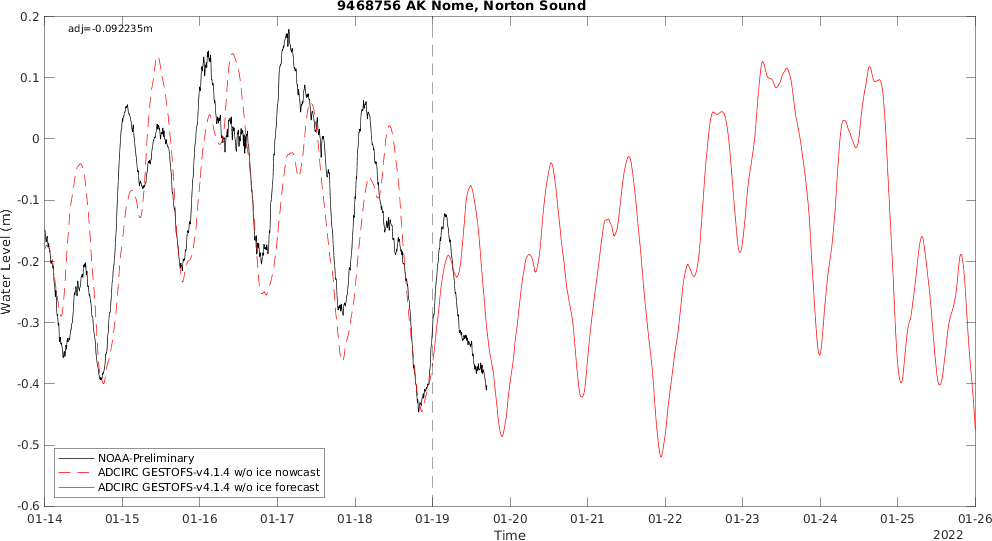 9468756 AK Nome, Norton Sound
adj=-0.092235m
0.2
0.1
0
-0.1
-0.2
-0.3
-0.4
-0.5
-0.6
Water Level (m)
NOAA-Preliminary
ADCIRC GESTOFS-v4.1.4 w/o ice nowcast
ADCIRC GESTOFS-v4.1.4 w/o ice forecast
01-14 01-15 01-16 01-17 01-18 01-19 01-20 01-21 01-22 01-23 01-24 01-25 01-26
Time
2022